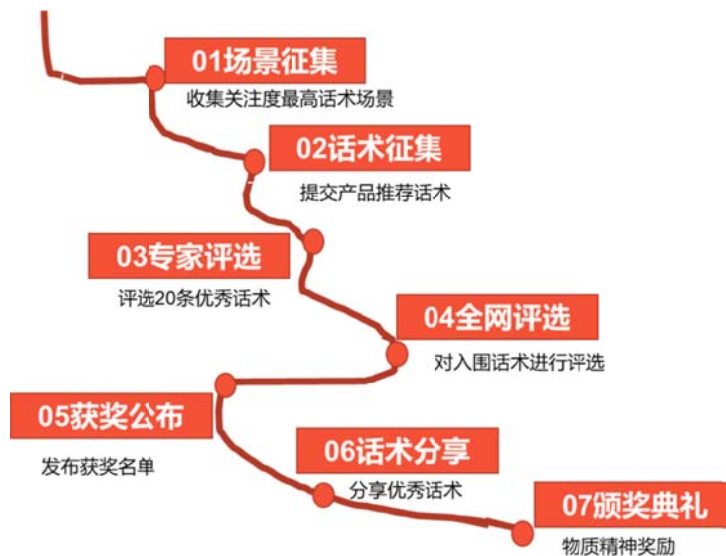 01场景征集
收集关注度最高话术场景
02话术征集
提交产品推荐话术
03专家评选
评选20条优秀话术
04全网评选
对入围话术进行评选
05获奖公布
发布获奖名单
06话术分享
分享优秀话术
07颁奖典礼
物质精神奖励